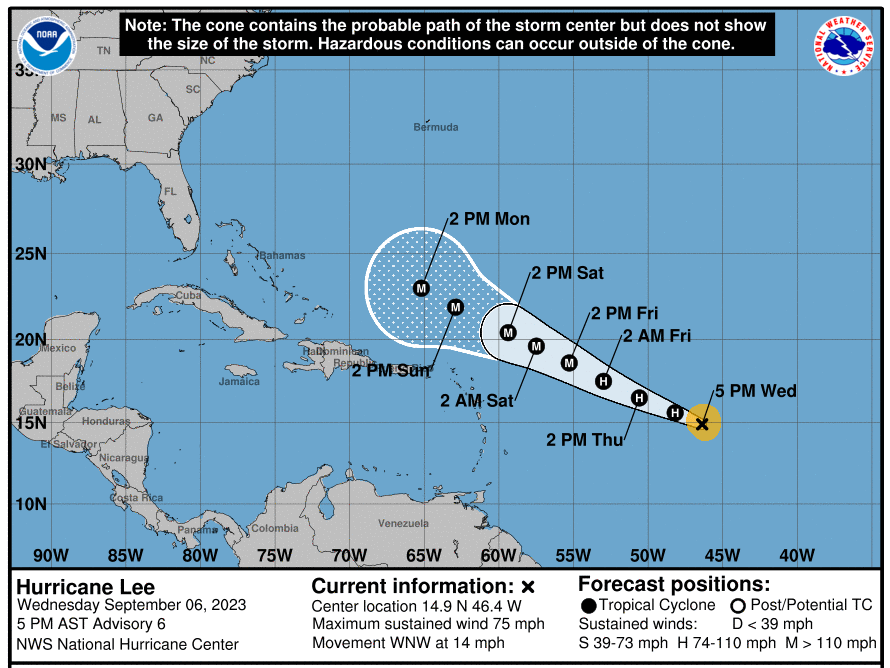 Note: The cone contains the probable path of the storm center but does not show
the size of the storm. Hazardous conditions can occur outside of the cone.
NOAA
NATIONAL WEATHER SERVICE
TN
NC
SC
MS
AL
GA
FL
Bermuda
Bahamas
Cuba
Mexico
Belize
Guatemala
Honduras
El Salvador
Nicaragua
Costa Rica
Panama
Jamaica
Dominican
Republic
Colombia
Venezuela
30N
25N
20N
15N
10N
2 PM Mon
2 PM Sat
2 PM Fri
2 AM Fri
5 PM Wed
2 PM Sun
2 AM Sat
2 PM Thu
M
M
M
M
M
H
H
H
90W 85W 80W 75W 70W 65W 60W 55W 50W 45W 40W
Hurricane Lee
Wednesday September 06, 2023
5 PM AST Advisory 6
NWS National Hurricane Center
Current information: ×
Center location 14.9 N 46.4 W
Maximum sustained wind 75 mph
Movement WNW at 14 mph
Forecast positions:
Tropical Cyclone Post/Potential TC
Sustained winds: D < 39 mph
S 39-73 mph H 74-110 mph M > 110 mph